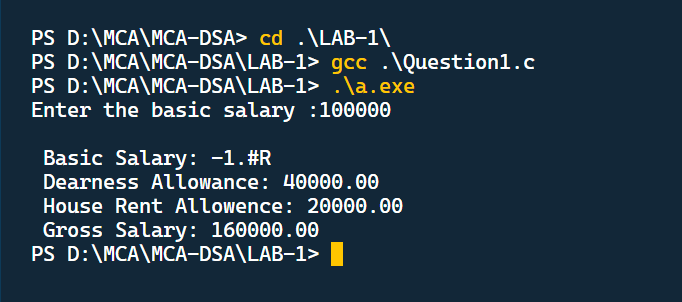 PS D:\MCA\MCA-DSA> cd .\LAB-1\
PS D:\MCA\MCA-DSA\LAB-1> gcc .\Question1.c
PS D:\MCA\MCA-DSA\LAB-1> .\a.exe
Enter the basic salary :100000
Basic Salary: -1.#R
Dearness Allowance: 40000.00
House Rent Allowence: 20000.00
Gross Salary: 160000.00
PS D:\MCA\MCA-DSA\LAB-1>